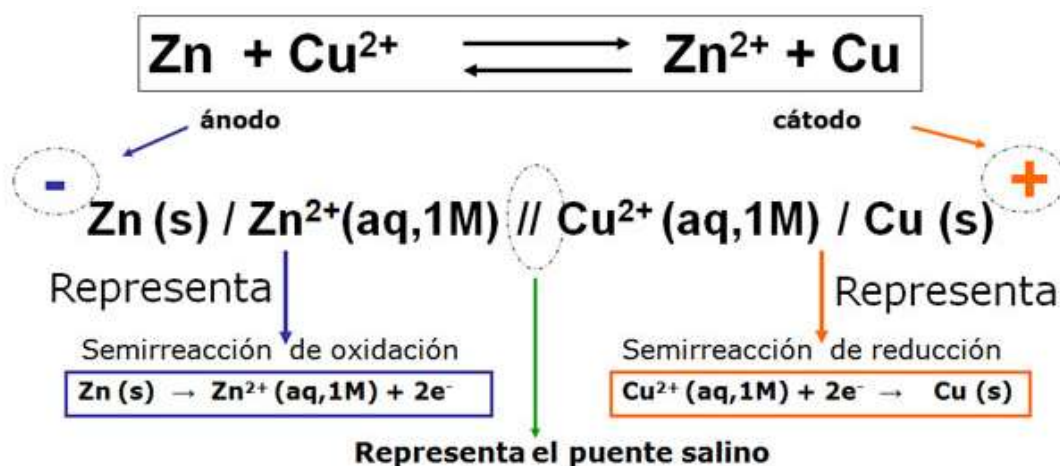 Zn + Cu²⁺ ⇄ Zn²⁺ + Cu
ánodo cátodo
- +
Zn (s) / Zn²⁺(aq,1M) // Cu²⁺ (aq,1M) / Cu (s)
Representa Representa
Semirreacción de oxidación Semirreacción de reducción
Zn (s) → Zn²⁺ (aq,1M) + 2e⁻ Cu²⁺ (aq,1M) + 2e⁻ → Cu (s)
Representa el puente salino